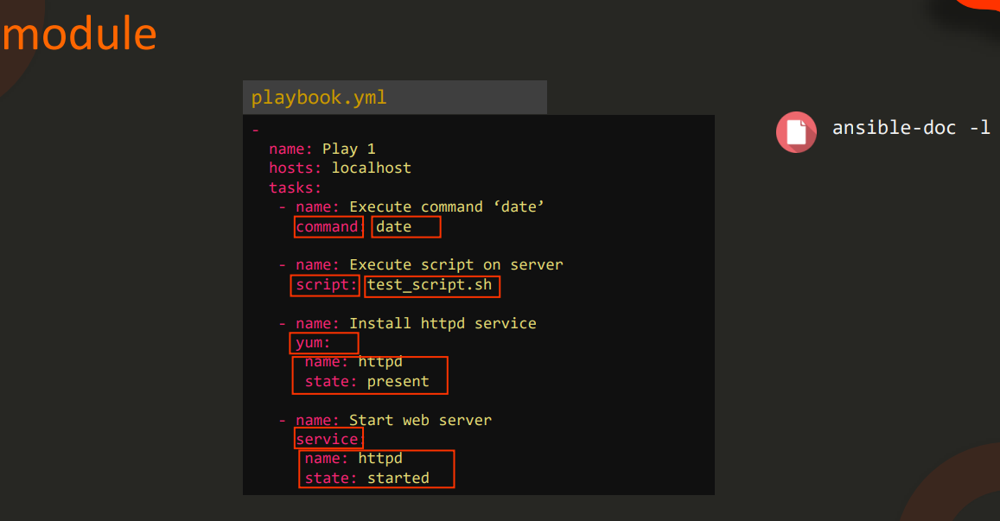 module
playbook.yml
ansible-doc -l
-
name: Play 1
hosts: localhost
tasks:
- name: Execute command ‘date’
command: date
- name: Execute script on server
script: test_script.sh
- name: Install httpd service
yum:
name: httpd
state: present
- name: Start web server
service:
name: httpd
state: started